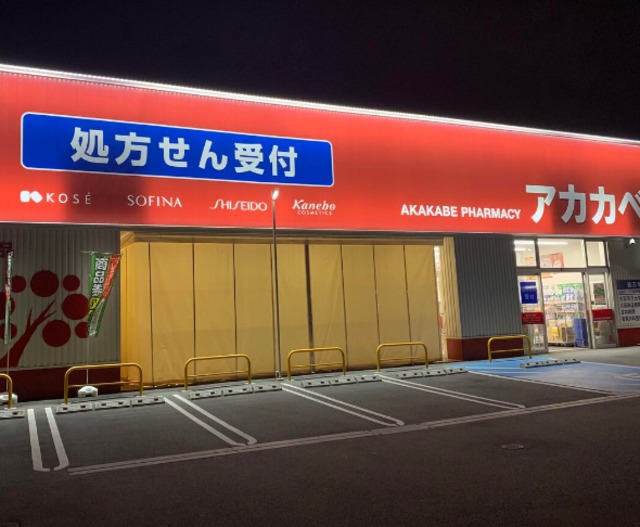 処方せん受付
KOSÉ SOFINA SHISEIDO Kanebo
COSMETICS
AKAKABE PHARMACY アカカベ